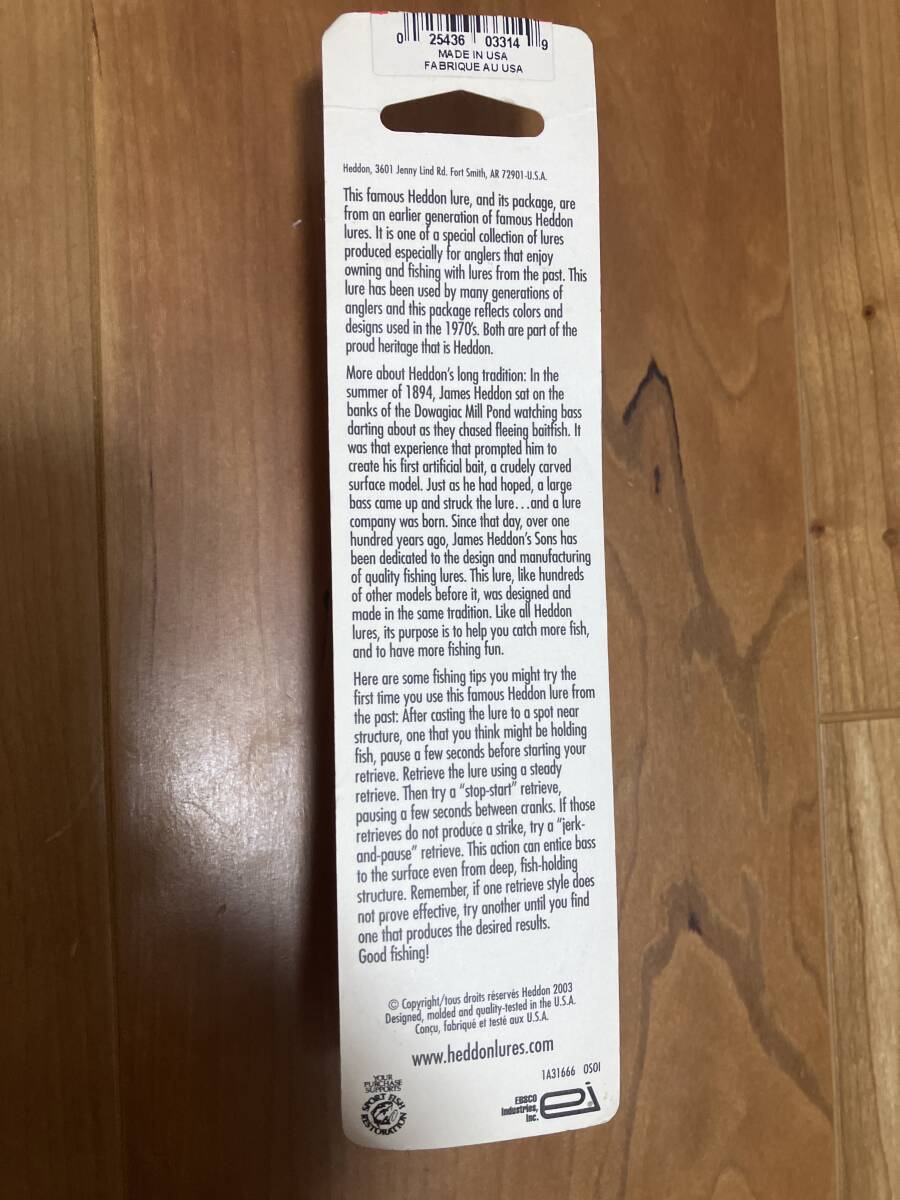 0 25436 03314 9
MADE IN USA
FABRIQUE AU USA
Heddon, 3601 Jenny Lind Rd. Fort Smith, AR 72901-U.S.A.
This famous Heddon lure, and its package, are
from an earlier generation of famous Heddon
lures. It is one of a special collection of lures
produced especially for anglers that enjoy
owning and fishing with lures from the past. This
lure has been used by many generations of
anglers and this package reflects colors and
designs used in the 1970's. Both are part of the
proud heritage that is Heddon.
More about Heddon's long tradition: In the
summer of 1894, James Heddon sat on the
banks of the Dowagiac Mill Pond watching bass
darting about as they chased fleeing baitfish. It
was that experience that prompted him to
create his first artificial bait, a crudely carved
surface model. Just as he had hoped, a large
bass came up and struck the lure...and a lure
company was born. Since that day, over one
hundred years ago, James Heddon's Sons has
been dedicated to the design and manufacturing
of quality fishing lures. This lure, like hundreds
of other models before it, was designed and
made in the same tradition. Like all Heddon
lures, its purpose is to help you catch more fish,
and to have more fishing fun.
Here are some fishing tips you might try the
first time you use this famous Heddon lure from
the past: After casting the lure to a spot near
structure, one that you think might be holding
fish, pause a few seconds before starting your
retrieve. Retrieve the lure using a steady
retrieve. Then try a "stop-start" retrieve,
pausing a few seconds between cranks. If those
retrieves do not produce a strike, try a "jerk-
and-pause" retrieve. This action can entice bass
to the surface even from deep, fish-holding
structure. Remember, if one retrieve style does
not prove effective, try another until you find
one that produces the desired results.
Good fishing!
© Copyright/tous droits réservés Heddon 2003
Designed, molded and quality-tested in the U.S.A.
Conçu, fabriqué et testé aux U.S.A.
www.heddonlures.com
1A31666 0S01
YOUR
PURCHASE
SUPPORTS
SPORT FISH
RESTORATION
EBSCO
Industries,
Inc.
ei